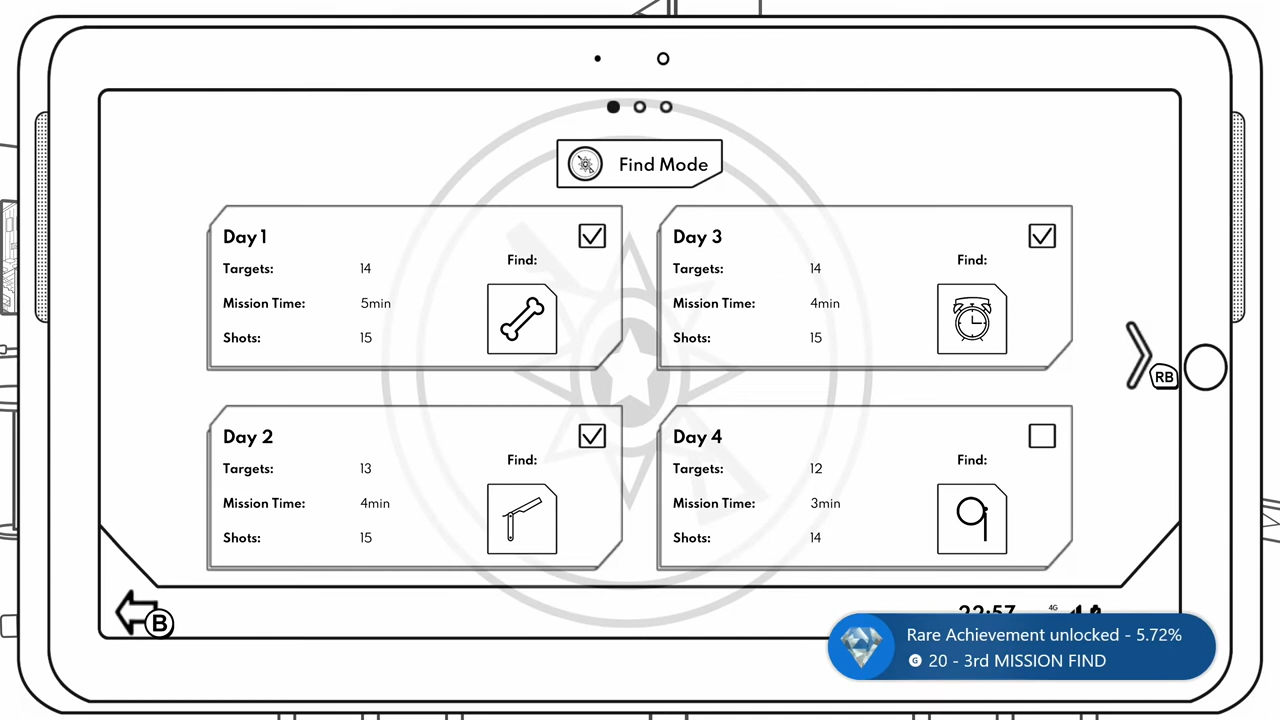 Find Mode
Day 1
Find:
Targets: 14
Mission Time: 5min
Shots: 15
Day 3
Find:
Targets: 14
Mission Time: 4min
Shots: 15
RB
Day 2
Find:
Targets: 13
Mission Time: 4min
Shots: 15
Day 4
Find:
Targets: 12
Mission Time: 3min
Shots: 14
B
22:57 4G
Rare Achievement unlocked - 5.72%
G 20 - 3rd MISSION FIND